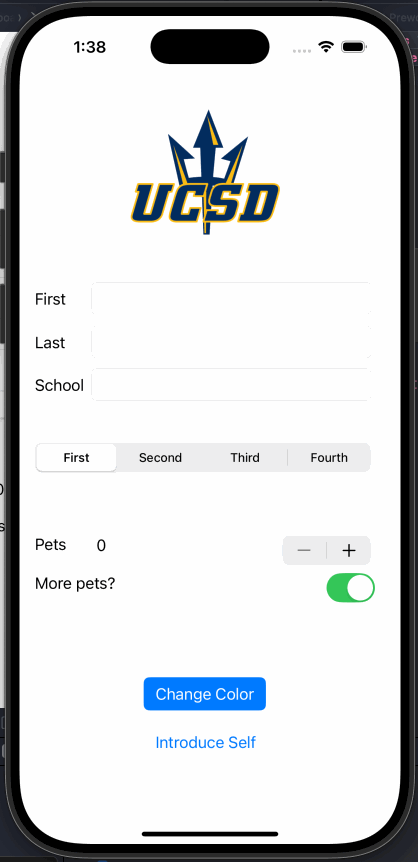 1:38
UCSD
First
Last
School
First Second Third Fourth
Pets 0
More pets?
Change Color
Introduce Self